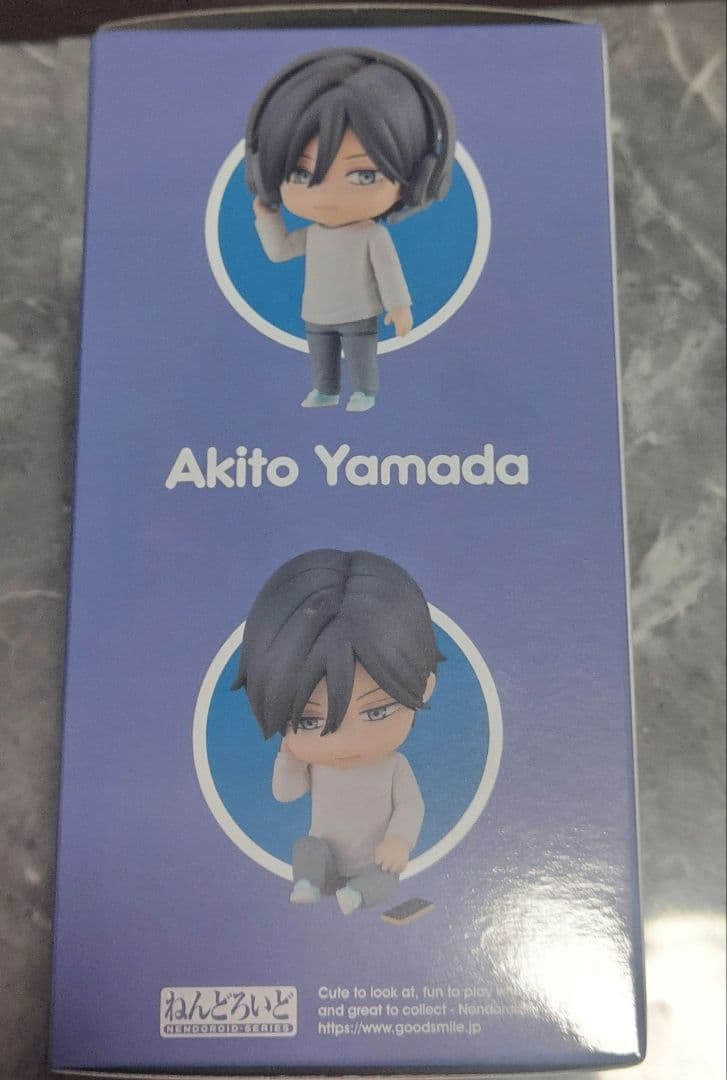 Akito Yamada
ねんどろいど
NENDOROID-SERIES
Cute to look at, fun to play
and great to collect -
https://www.goodsmile.jp